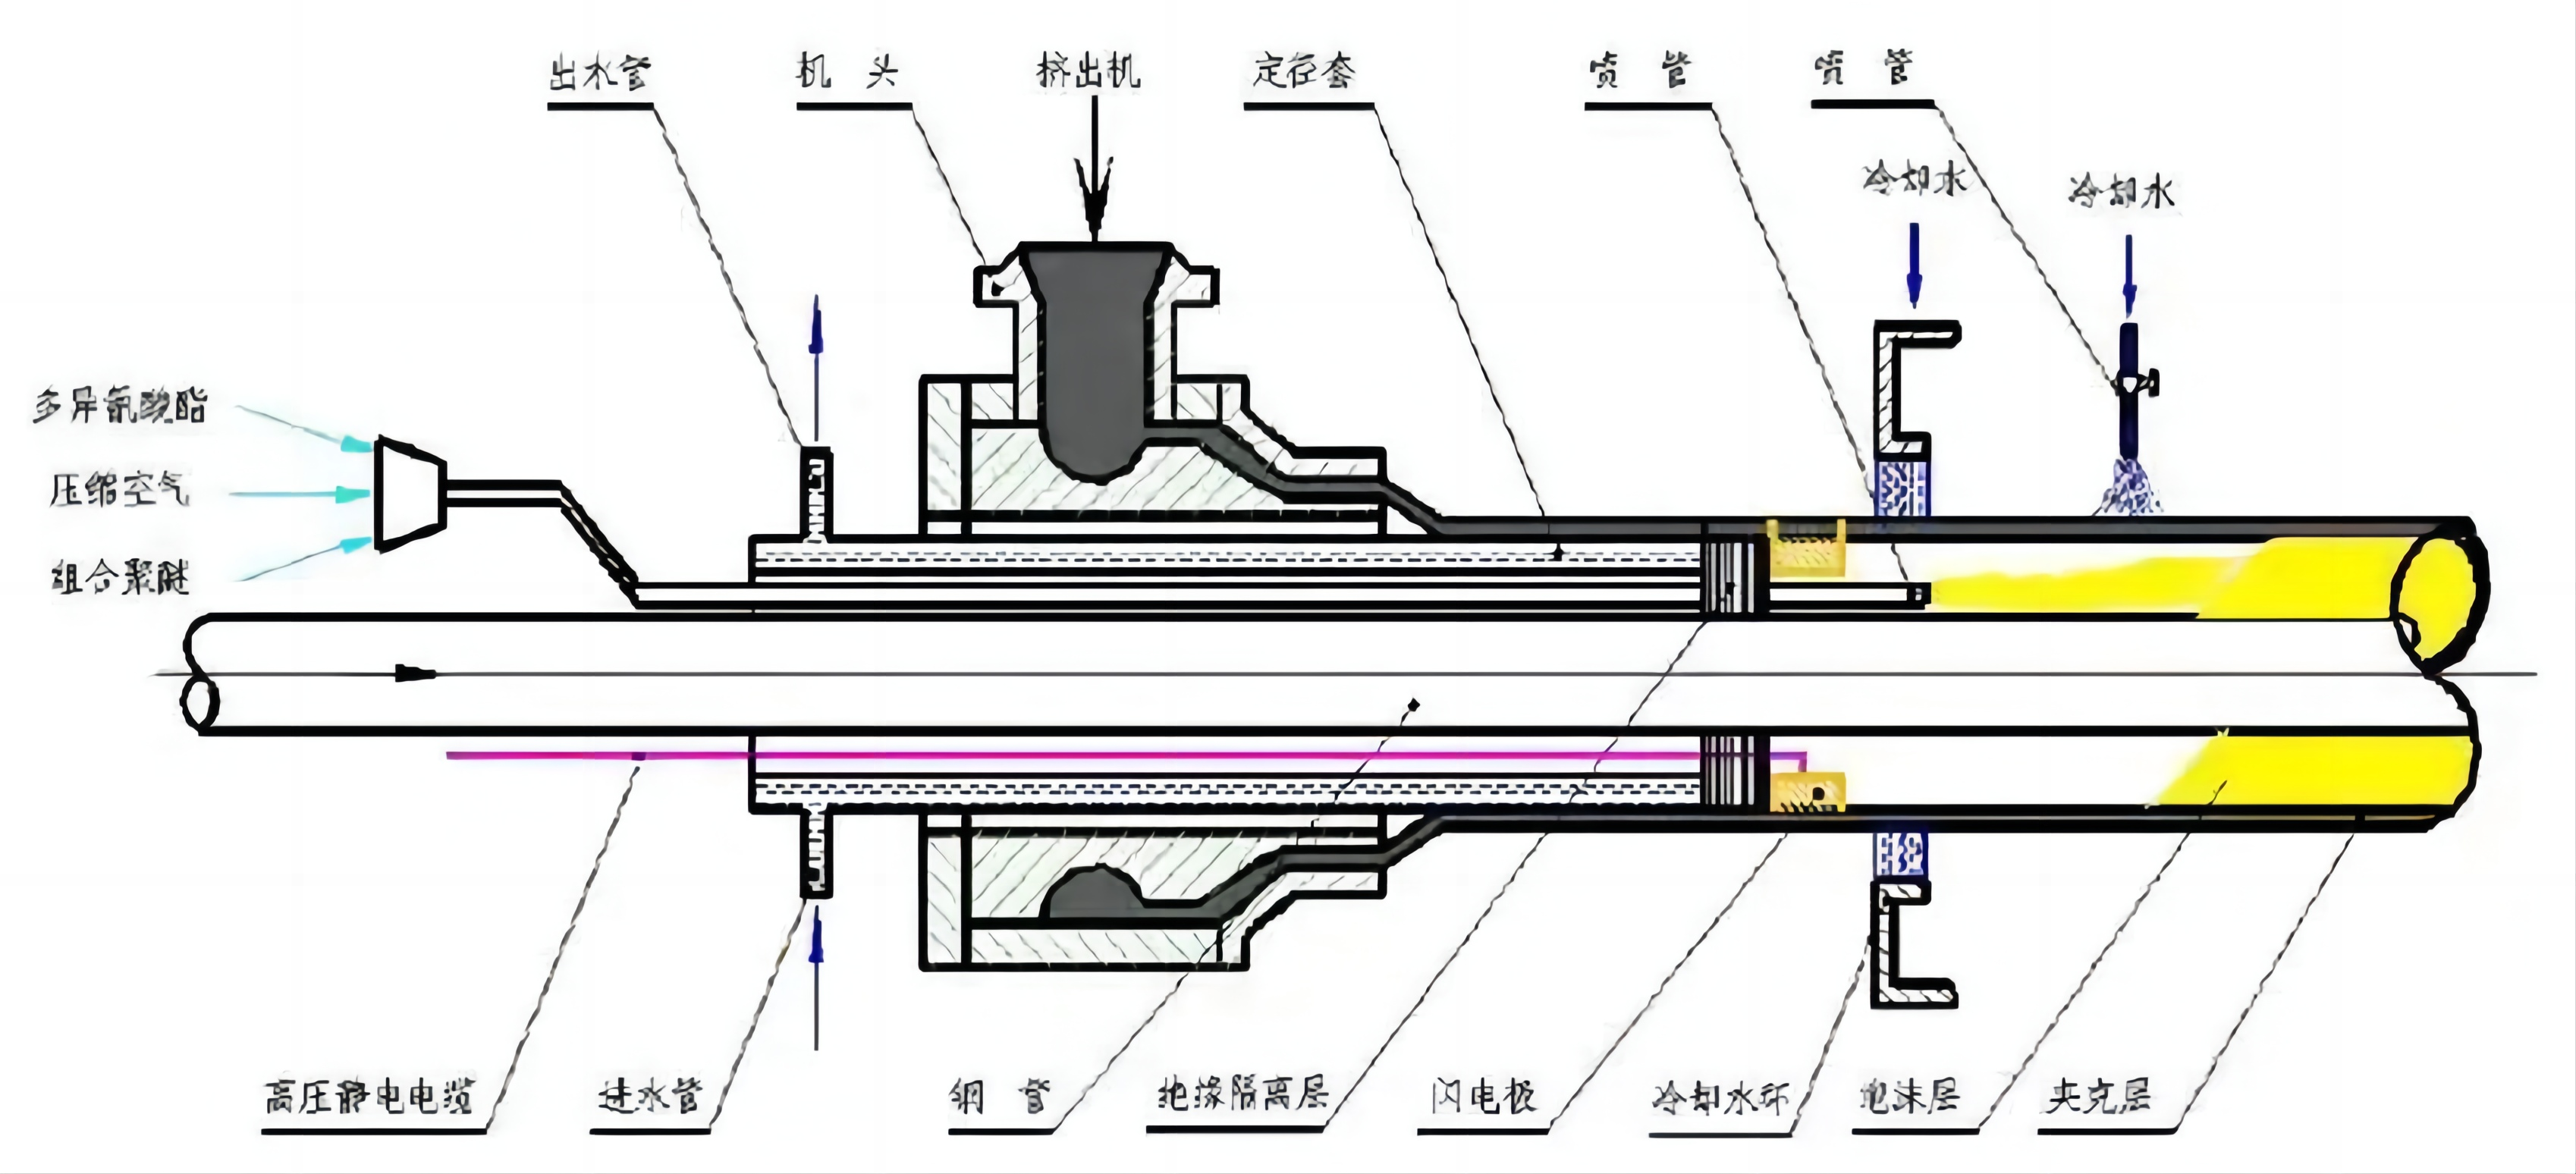 出水管
机 头
挤出机
定径套
喷 管
喷 管
冷却水
冷却水
多异氰酸酯
压缩空气
组合聚醚
高压静电电缆
进水管
钢 管
绝缘隔离层
闪电极
冷却水环
泡沫层
夹克层